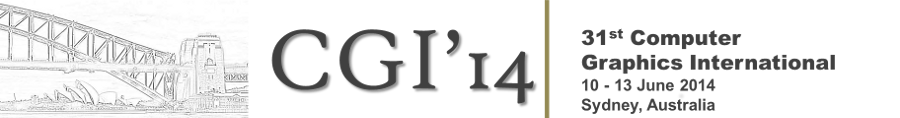 CGI'14
31st Computer
Graphics International
10 - 13 June 2014
Sydney, Australia